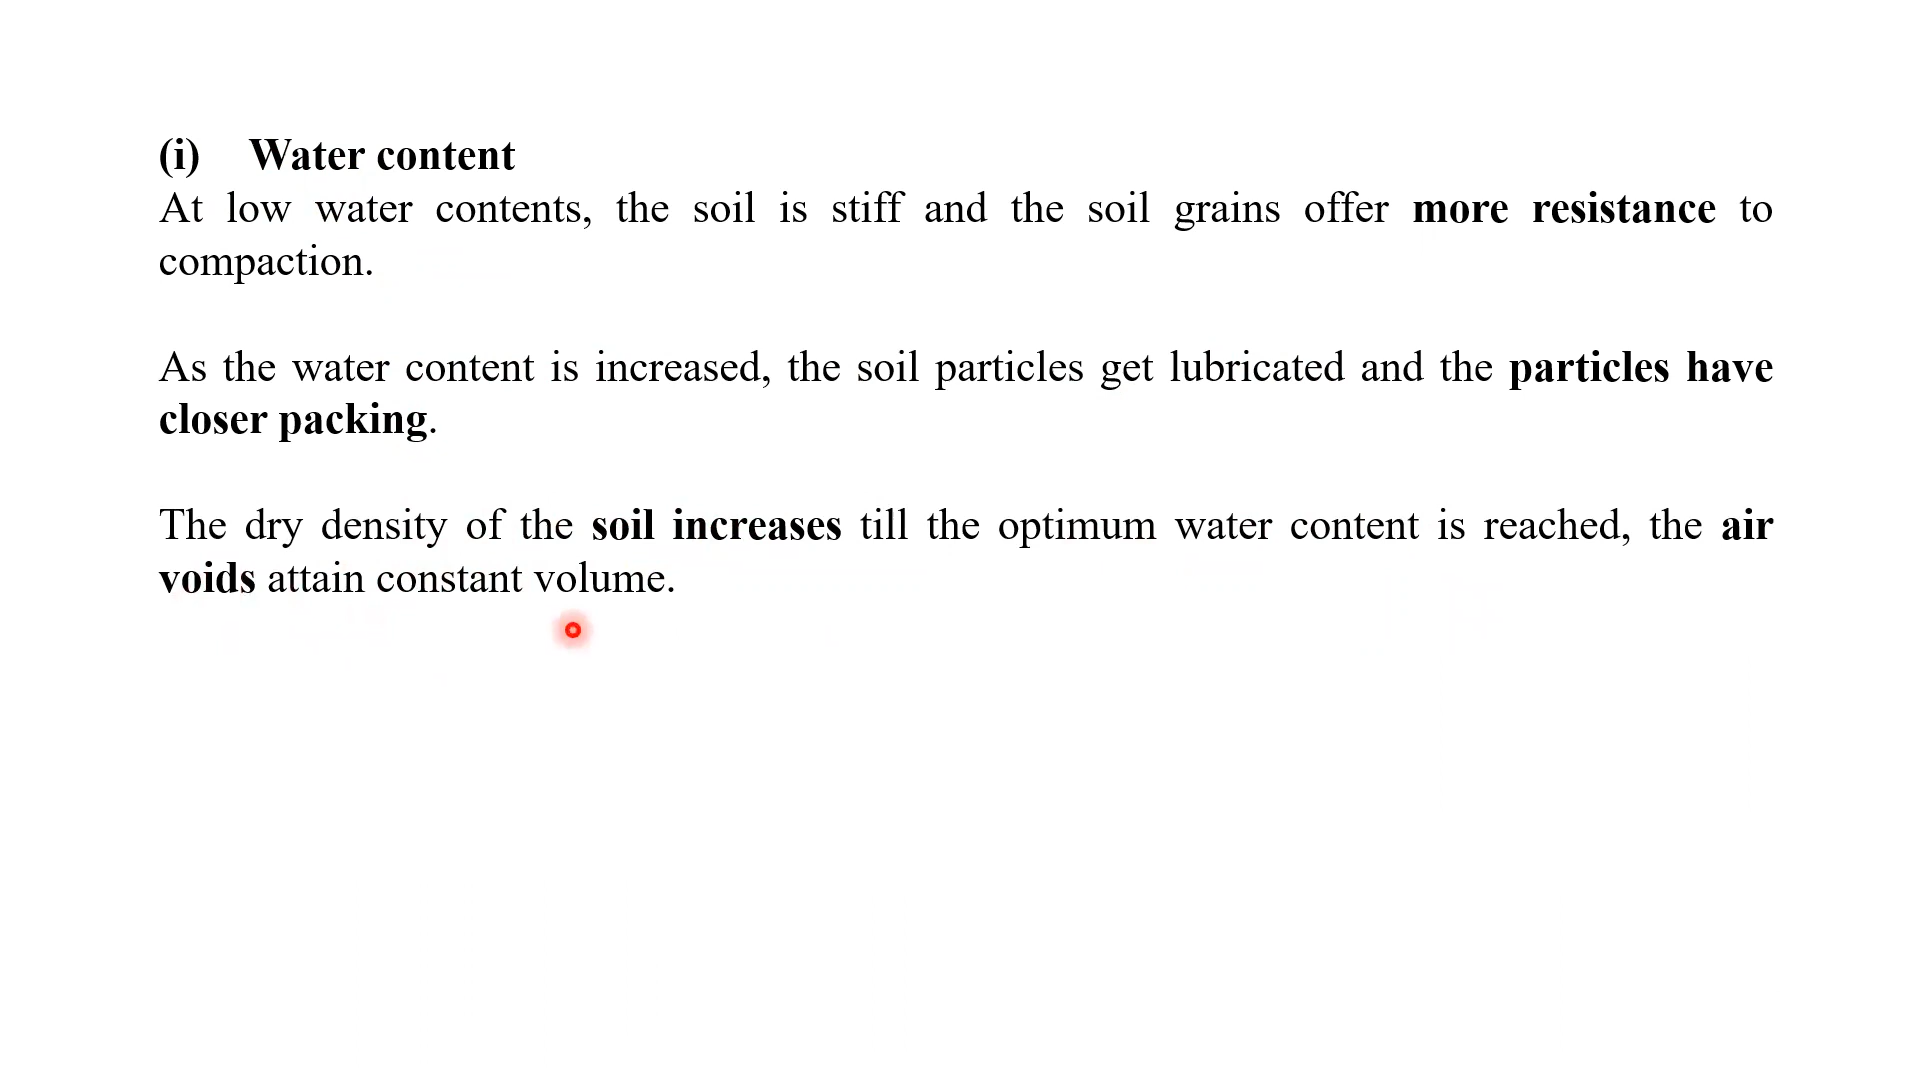 (i) Water content
At low water contents, the soil is stiff and the soil grains offer more resistance to
compaction.
As the water content is increased, the soil particles get lubricated and the particles have
closer packing.
The dry density of the soil increases till the optimum water content is reached, the air
voids attain constant volume.